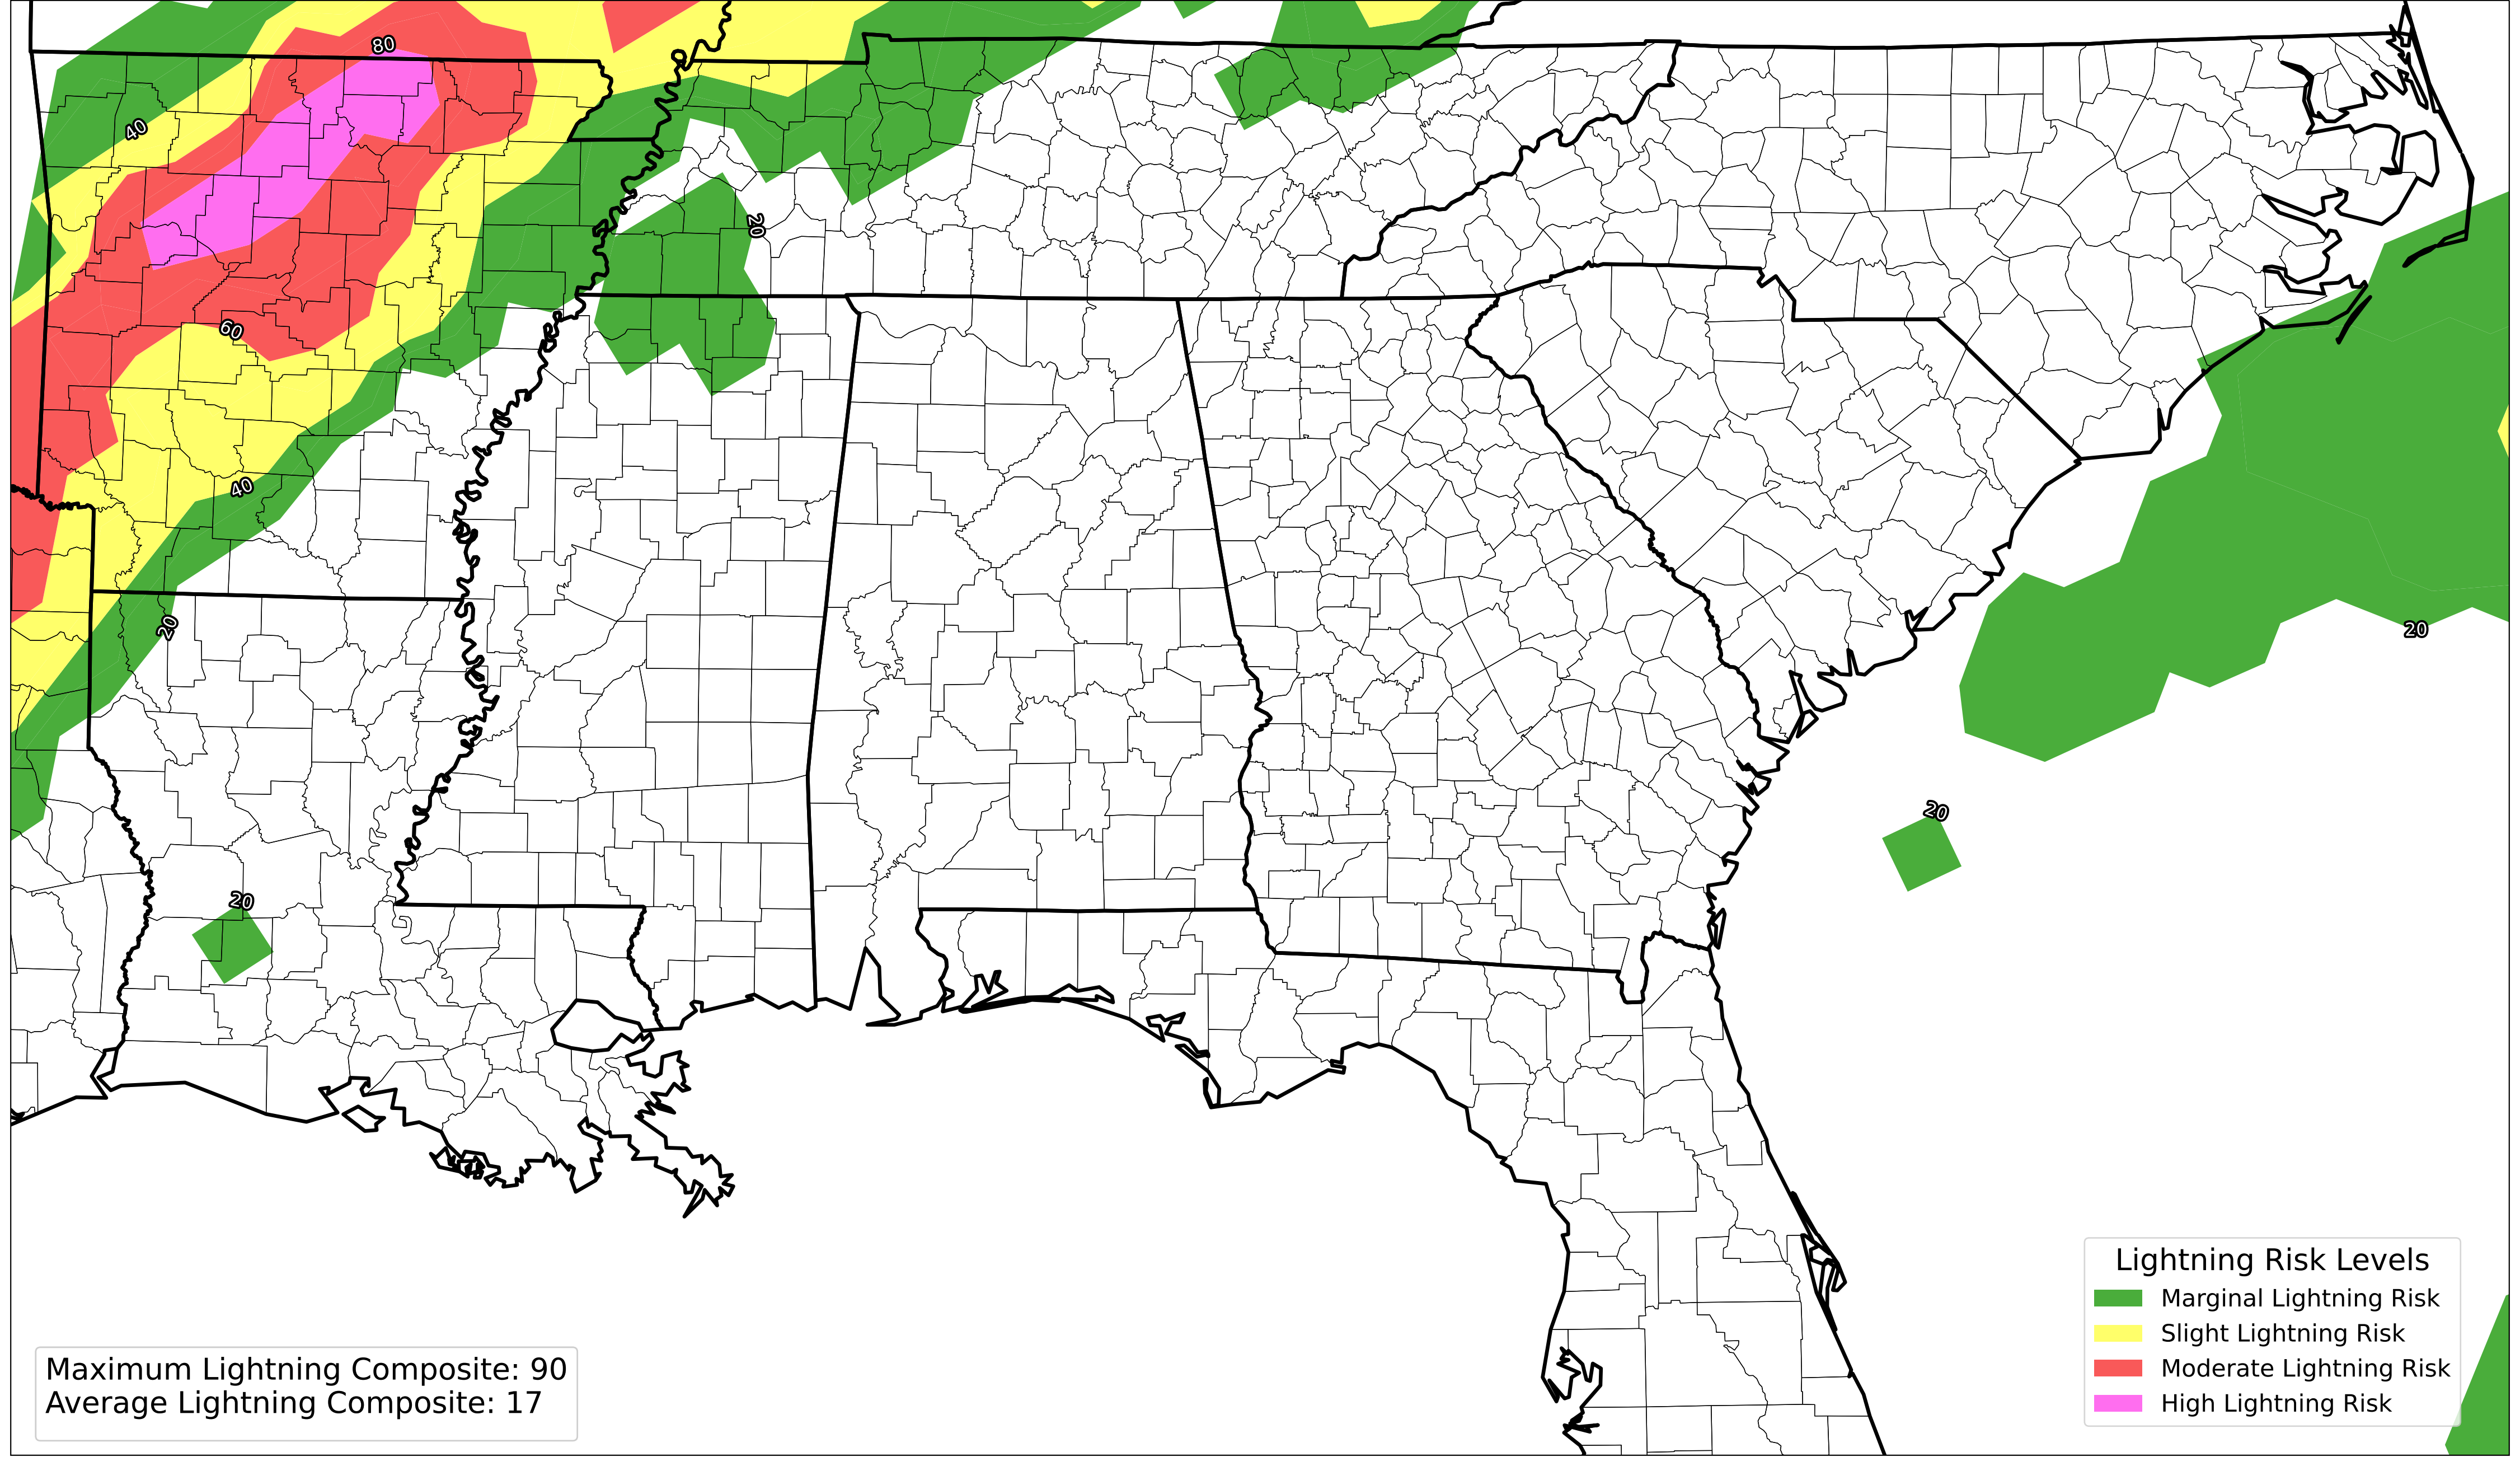 80
40
20
60
40
20
20
20
20
Lightning Risk Levels
Marginal Lightning Risk
Slight Lightning Risk
Moderate Lightning Risk
High Lightning Risk
Maximum Lightning Composite: 90
Average Lightning Composite: 17